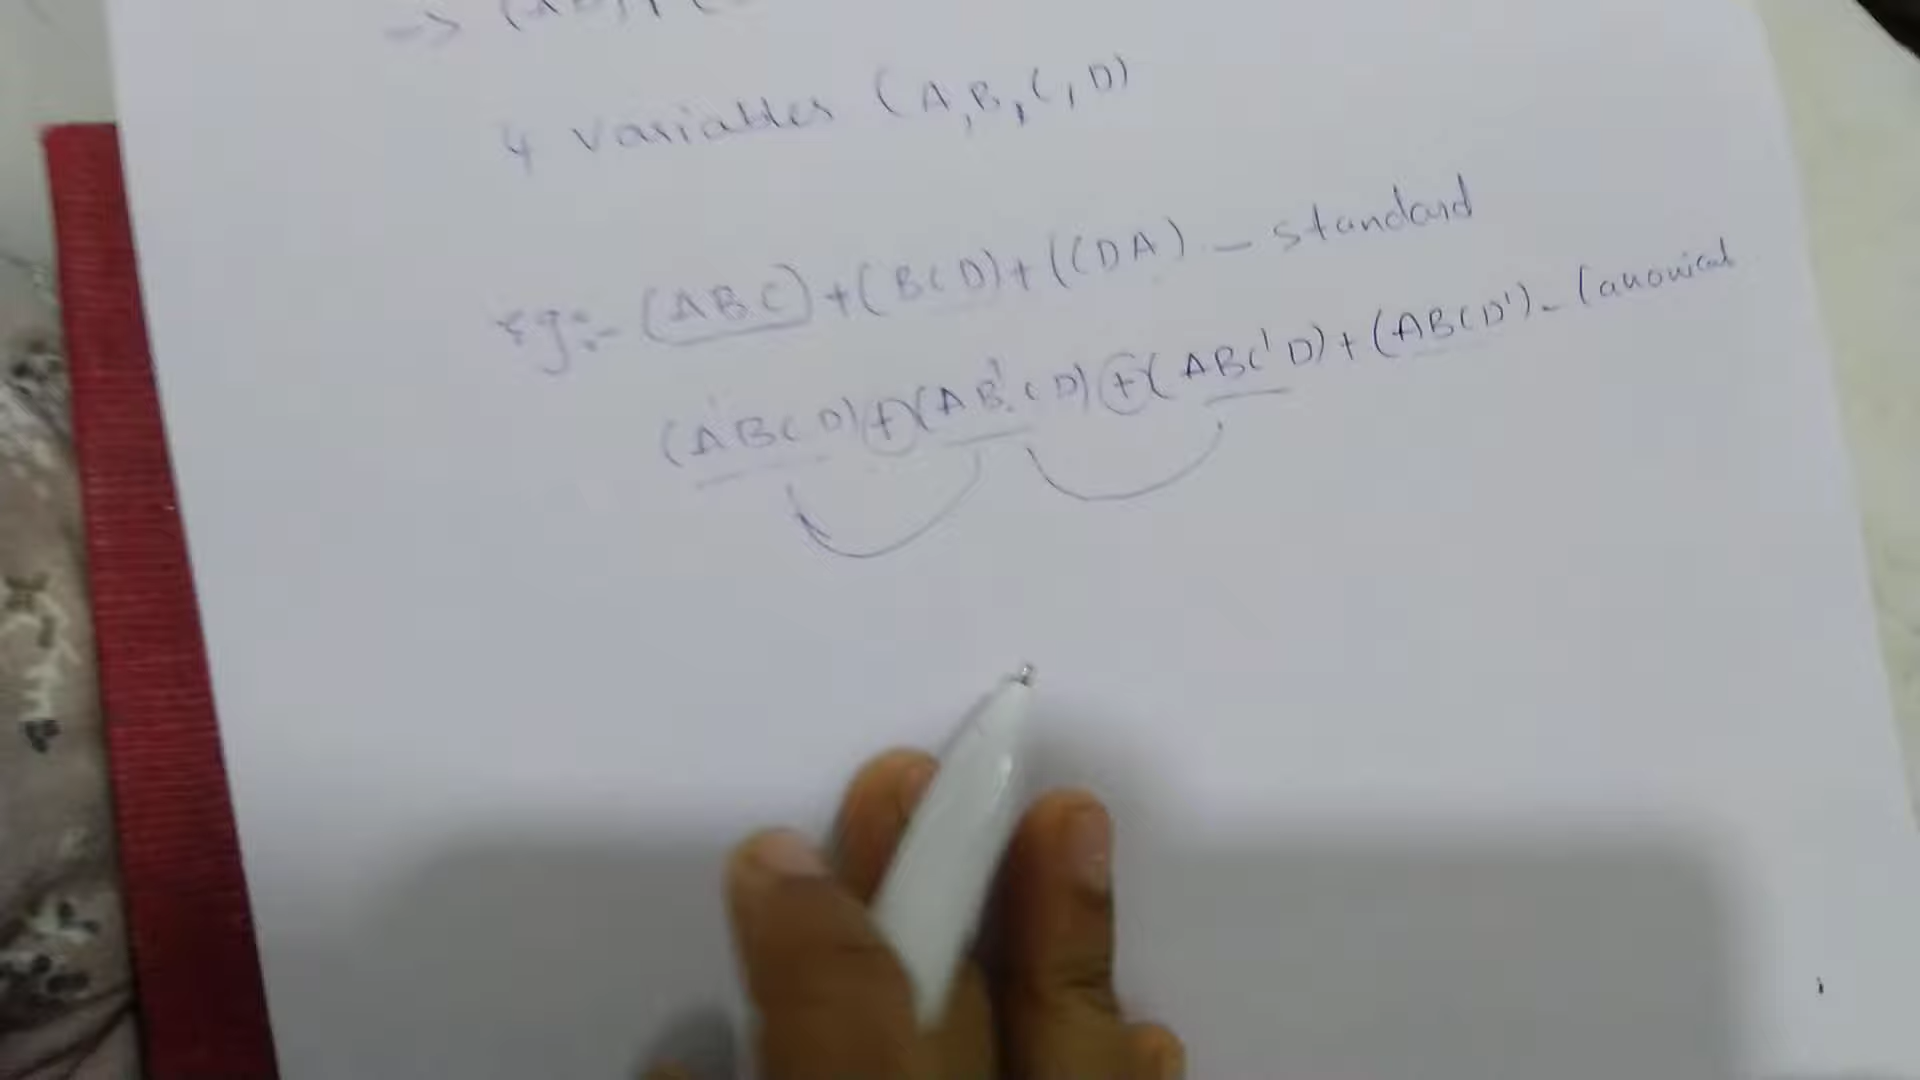 4 variables (A,B,C,D)
eg:- (ABC)+(BCD)+(CDA) - standard
(ABCD)+(AB'CD)+(ABC'D)+(ABCD') - Canonical